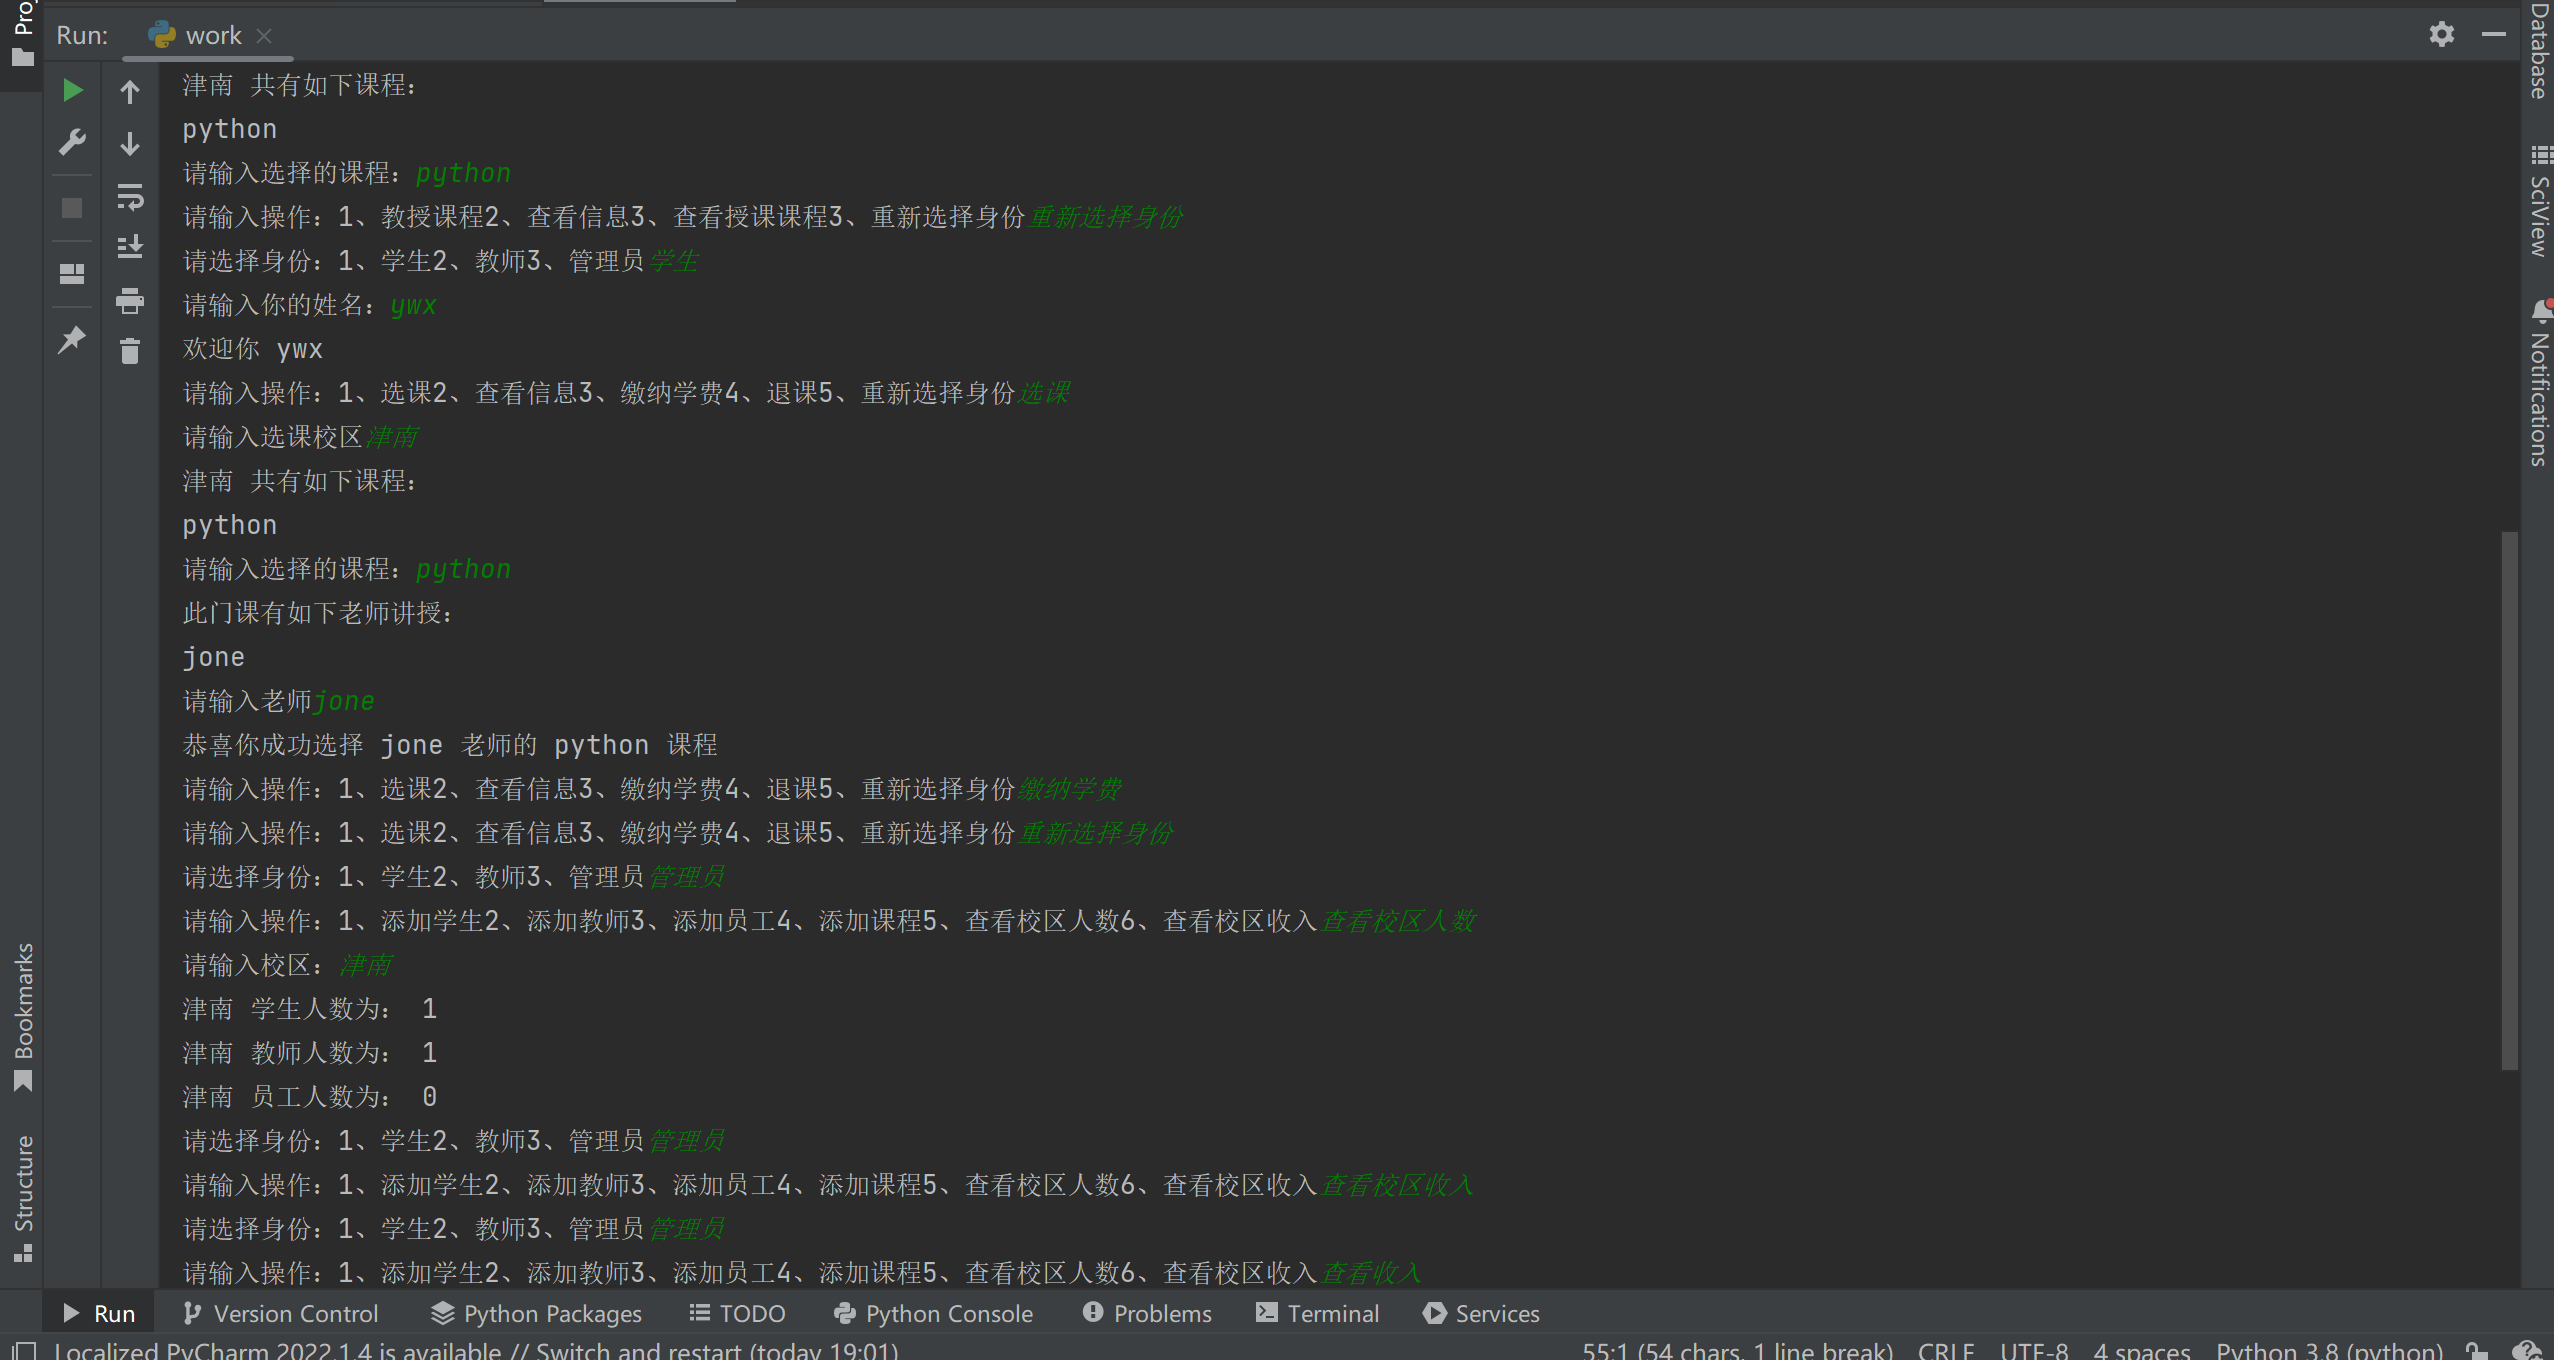 Run: work
津南 共有如下课程：
python
请输入选择的课程：python
请输入操作：1、教授课程2、查看信息3、查看授课课程3、重新选择身份重新选择身份
请选择身份：1、学生2、教师3、管理员学生
请输入你的姓名：ywx
欢迎你 ywx
请输入操作：1、选课2、查看信息3、缴纳学费4、退课5、重新选择身份选课
请输入选课校区津南
津南 共有如下课程：
python
请输入选择的课程：python
此门课有如下老师讲授：
jone
请输入老师jone
恭喜你成功选择 jone 老师的 python 课程
请输入操作：1、选课2、查看信息3、缴纳学费4、退课5、重新选择身份缴纳学费
请输入操作：1、选课2、查看信息3、缴纳学费4、退课5、重新选择身份重新选择身份
请选择身份：1、学生2、教师3、管理员管理员
请输入操作：1、添加学生2、添加教师3、添加员工4、添加课程5、查看校区人数6、查看校区收入查看校区人数
请输入校区：津南
津南 学生人数为： 1
津南 教师人数为： 1
津南 员工人数为： 0
请选择身份：1、学生2、教师3、管理员管理员
请输入操作：1、添加学生2、添加教师3、添加员工4、添加课程5、查看校区人数6、查看校区收入查看校区收入
请选择身份：1、学生2、教师3、管理员管理员
请输入操作：1、添加学生2、添加教师3、添加员工4、添加课程5、查看校区人数6、查看校区收入查看收入
Bookmarks
Structure
Database
SciView
Notifications
Run Version Control Python Packages TODO Python Console Problems Terminal Services
Localized PyCharm 2022.1.4 is available // Switch and restart (today 19:01) 55:1 (54 chars, 1 line break) CRLF UTF-8 4 spaces Python 3.8 (python)